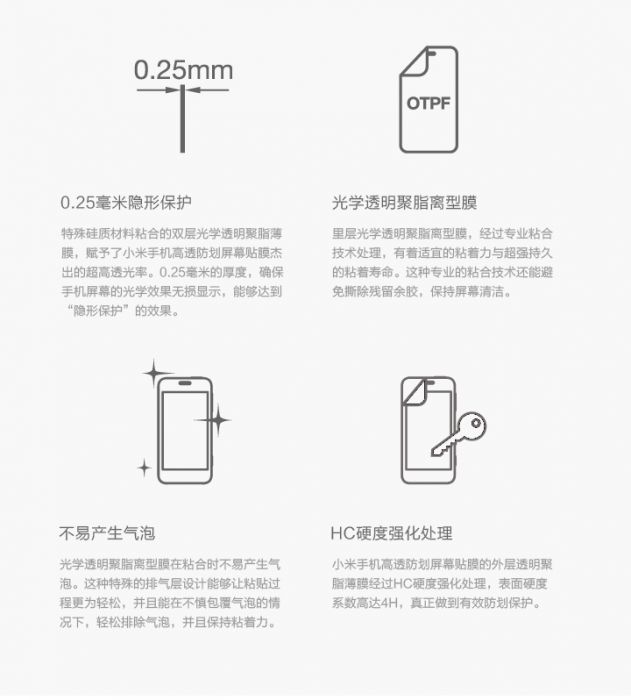 0.25mm
OTPF
0.25毫米隐形保护
特殊硅质材料粘合的双层光学透明聚脂薄
膜，赋予了小米手机高透防划屏幕贴膜杰
出的超高透光率。0.25毫米的厚度，确保
手机屏幕的光学效果无损显示，能够达到
“隐形保护”的效果。
光学透明聚脂离型膜
里层光学透明聚脂离型膜，经过专业粘合
技术处理，有着适宜的粘着力与超强持久
的粘着寿命。这种专业的粘合技术还能避
免撕除残留余胶，保持屏幕清洁。
不易产生气泡
光学透明聚脂离型膜在粘合时不易产生气
泡。这种特殊的排气层设计能够让粘贴过
程更为轻松，并且能在不慎包覆气泡的情
况下，轻松排除气泡，并且保持粘着力。
HC硬度强化处理
小米手机高透防划屏幕贴膜的外层透明聚
脂薄膜经过HC硬度强化处理，表面硬度
系数高达4H，真正做到有效防划保护。